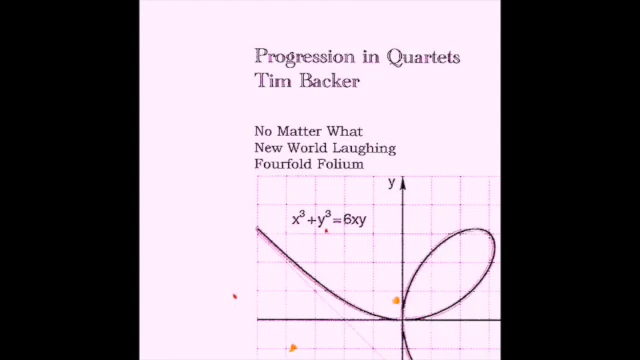 Progression in Quartets
Tim Backer
No Matter What
New World Laughing
Fourfold Folium
y
x³+y³=6xy